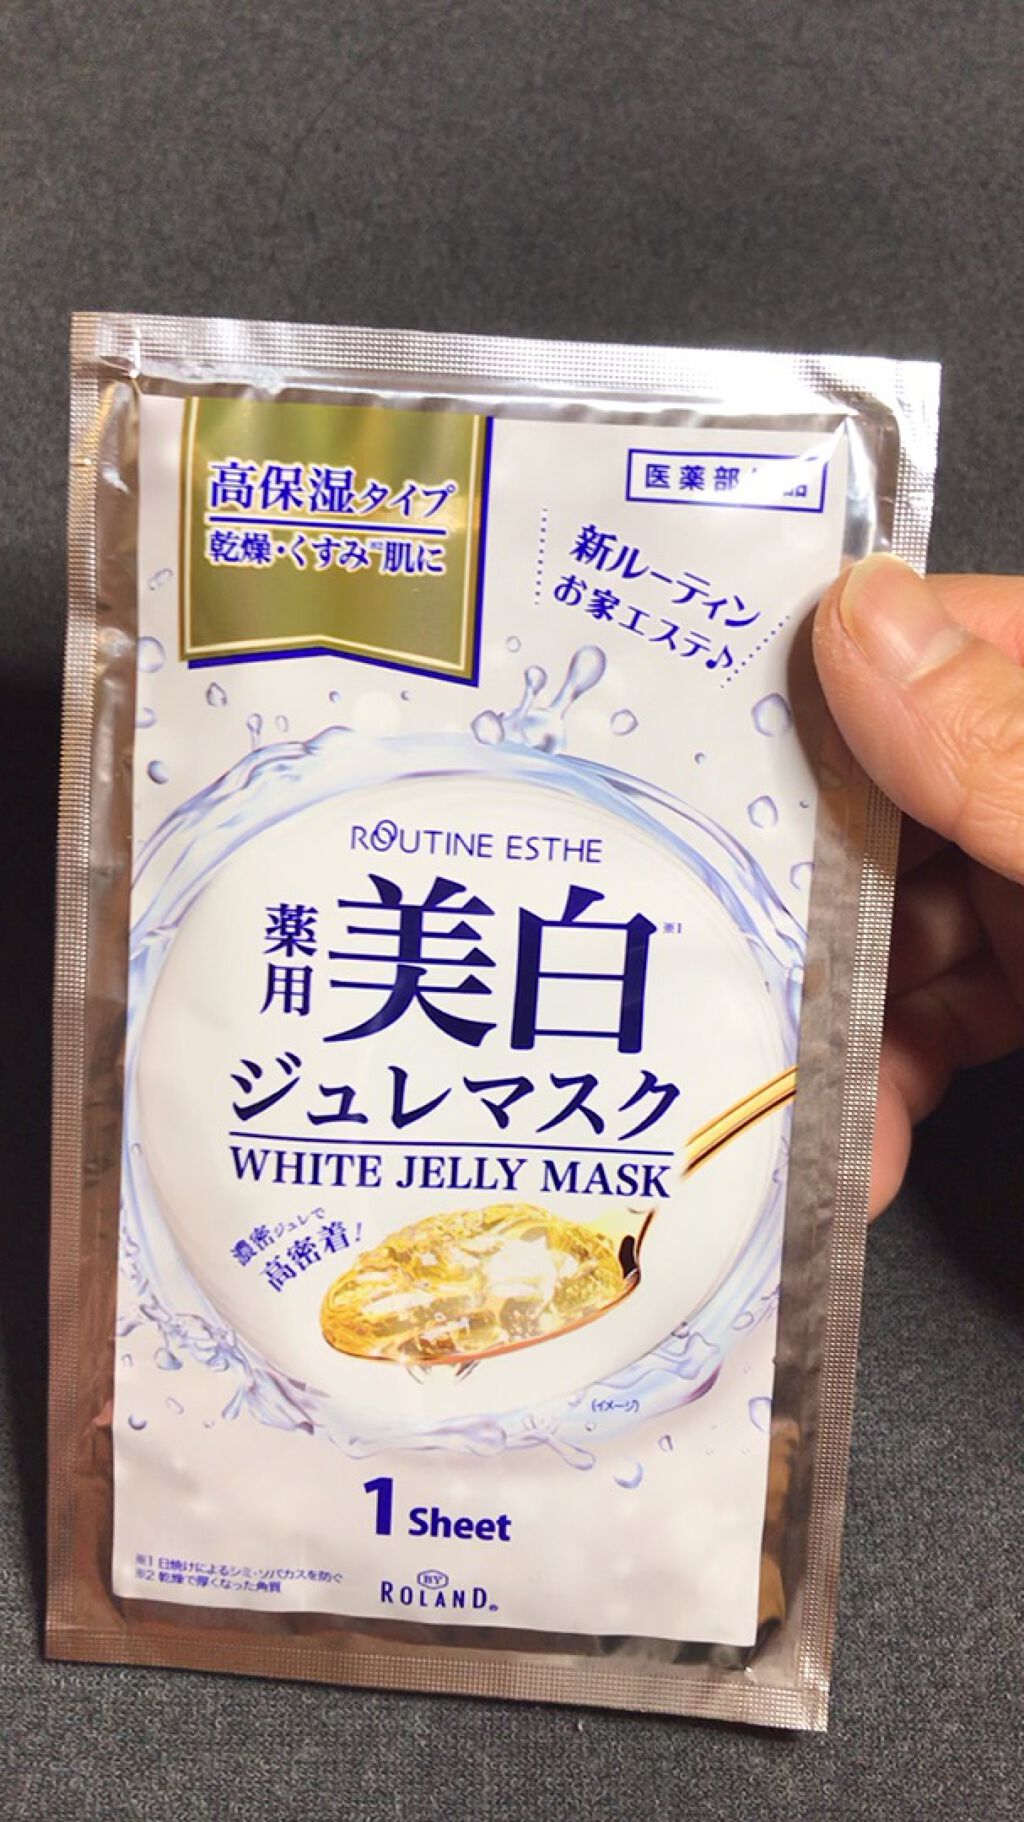 高保湿タイプ
乾燥・くすみ※2肌に
医薬部 品
新ルーティン
お家エステ♪
ROUTINE ESTHE
薬用
美白※1
ジュレマスク
WHITE JELLY MASK
濃密ジュレで
高密着!
(イメージ)
1 Sheet
※1 日焼けによるシミ・ソバカスを防ぐ
※2 乾燥で厚くなった角質
BY
ROLAND®